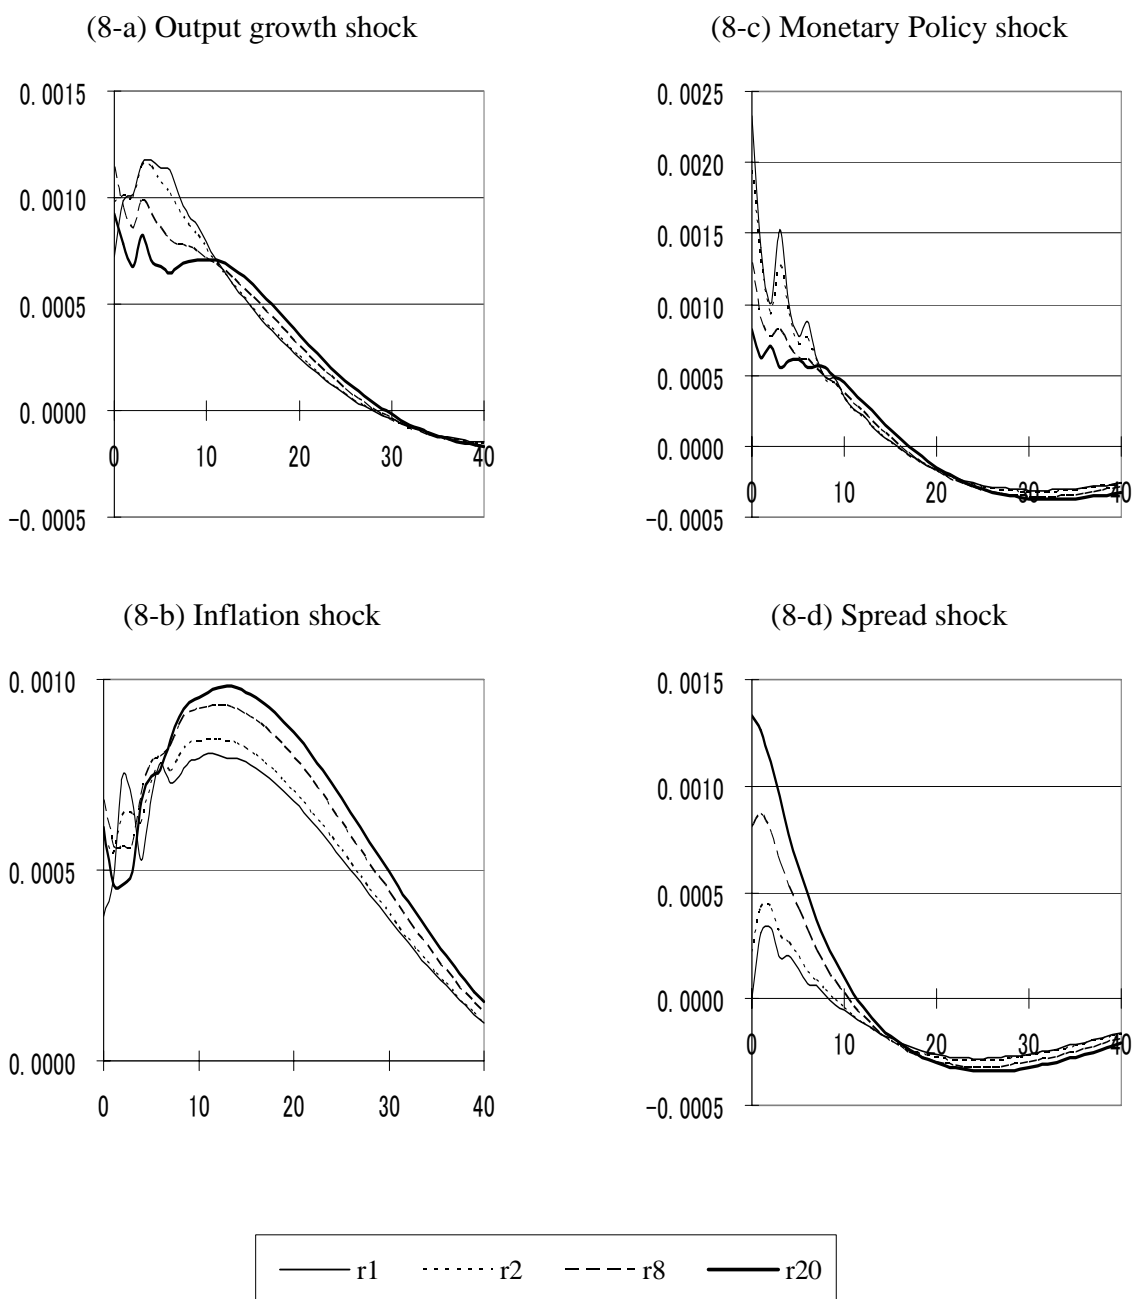 (8-a) Output growth shock
0.0015
0.0010
0.0005
0.0000
-0.0005
0 10 20 30 40
(8-c) Monetary Policy shock
0.0025
0.0020
0.0015
0.0010
0.0005
0.0000
-0.0005
0 10 20 30 40
(8-b) Inflation shock
0.0010
0.0005
0.0000
0 10 20 30 40
(8-d) Spread shock
0.0015
0.0010
0.0005
0.0000
-0.0005
0 10 20 30 40
r1 r2 r8 r20